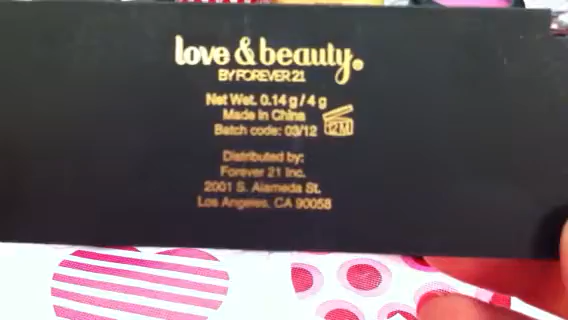 love & beauty®
BY FOREVER 21
Net Wet. 0.14 g / 4 g
Made in China
Batch code: 03/12
12M
Distributed by:
Forever 21 Inc.
2001 S. Alameda St.
Los Angeles, CA 90058